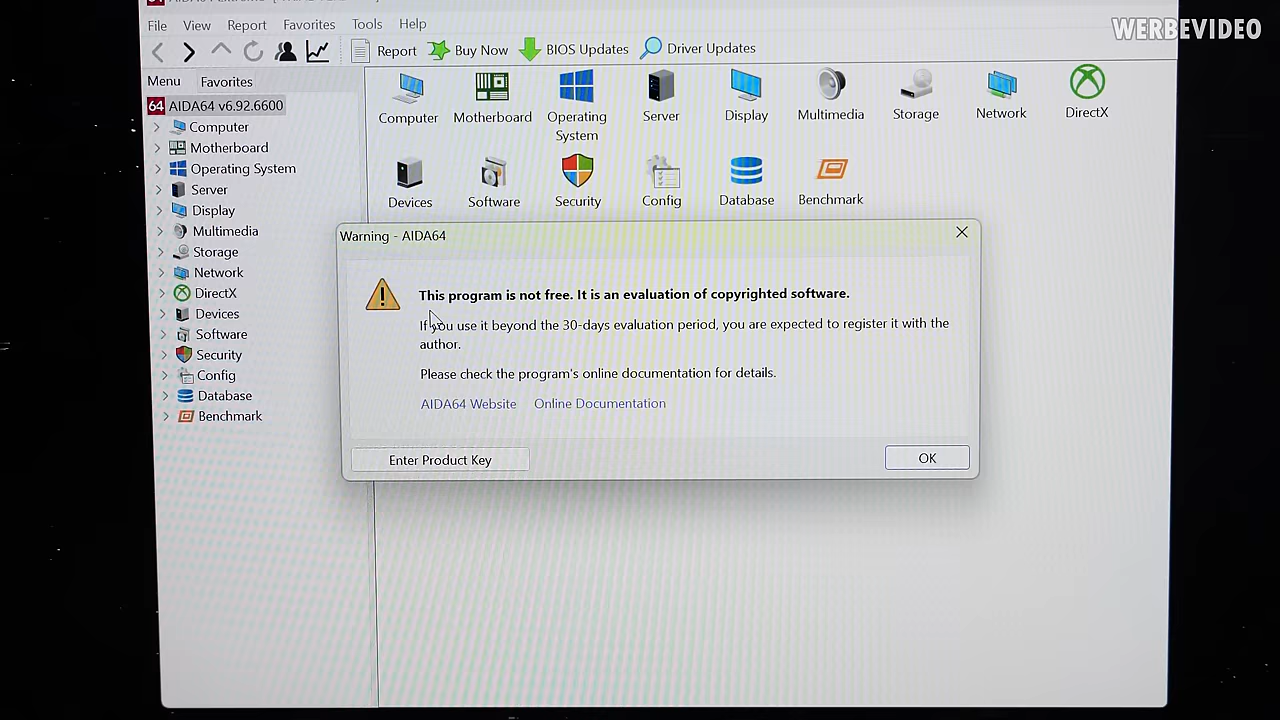 WERBEVIDEO
File View Report Favorites Tools Help
Report Buy Now BIOS Updates Driver Updates
Menu Favorites
64 AIDA64 v6.92.6600
Computer
Motherboard
Operating System
Server
Display
Multimedia
Storage
Network
DirectX
Devices
Software
Security
Config
Database
Benchmark
Computer Motherboard Operating Server Display Multimedia Storage Network DirectX
System
Devices Software Security Config Database Benchmark
Warning - AIDA64
This program is not free. It is an evaluation of copyrighted software.
If you use it beyond the 30-days evaluation period, you are expected to register it with the
author.
Please check the program's online documentation for details.
AIDA64 Website Online Documentation
Enter Product Key OK